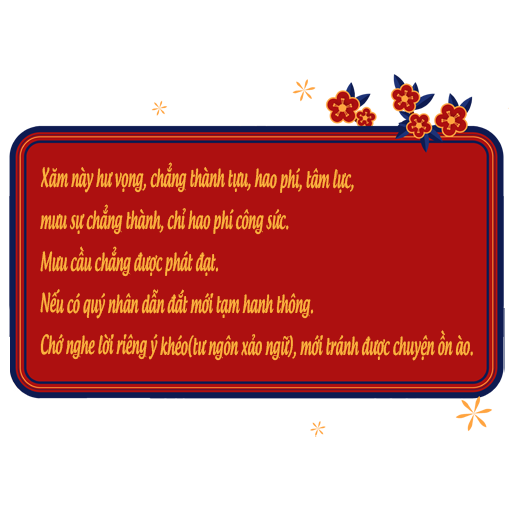 Xăm này hư vọng, chẳng thành tựu, hao phí, tâm lực,
mưu sự chẳng thành, chỉ hao phí công sức.
Mưu cầu chẳng được phát đạt.
Nếu có quý nhân dẫn đắt mới tạm hanh thông.
Chớ nghe lời riêng ý khéo(tư ngôn xảo ngữ), mới tránh được chuyện ồn ào.